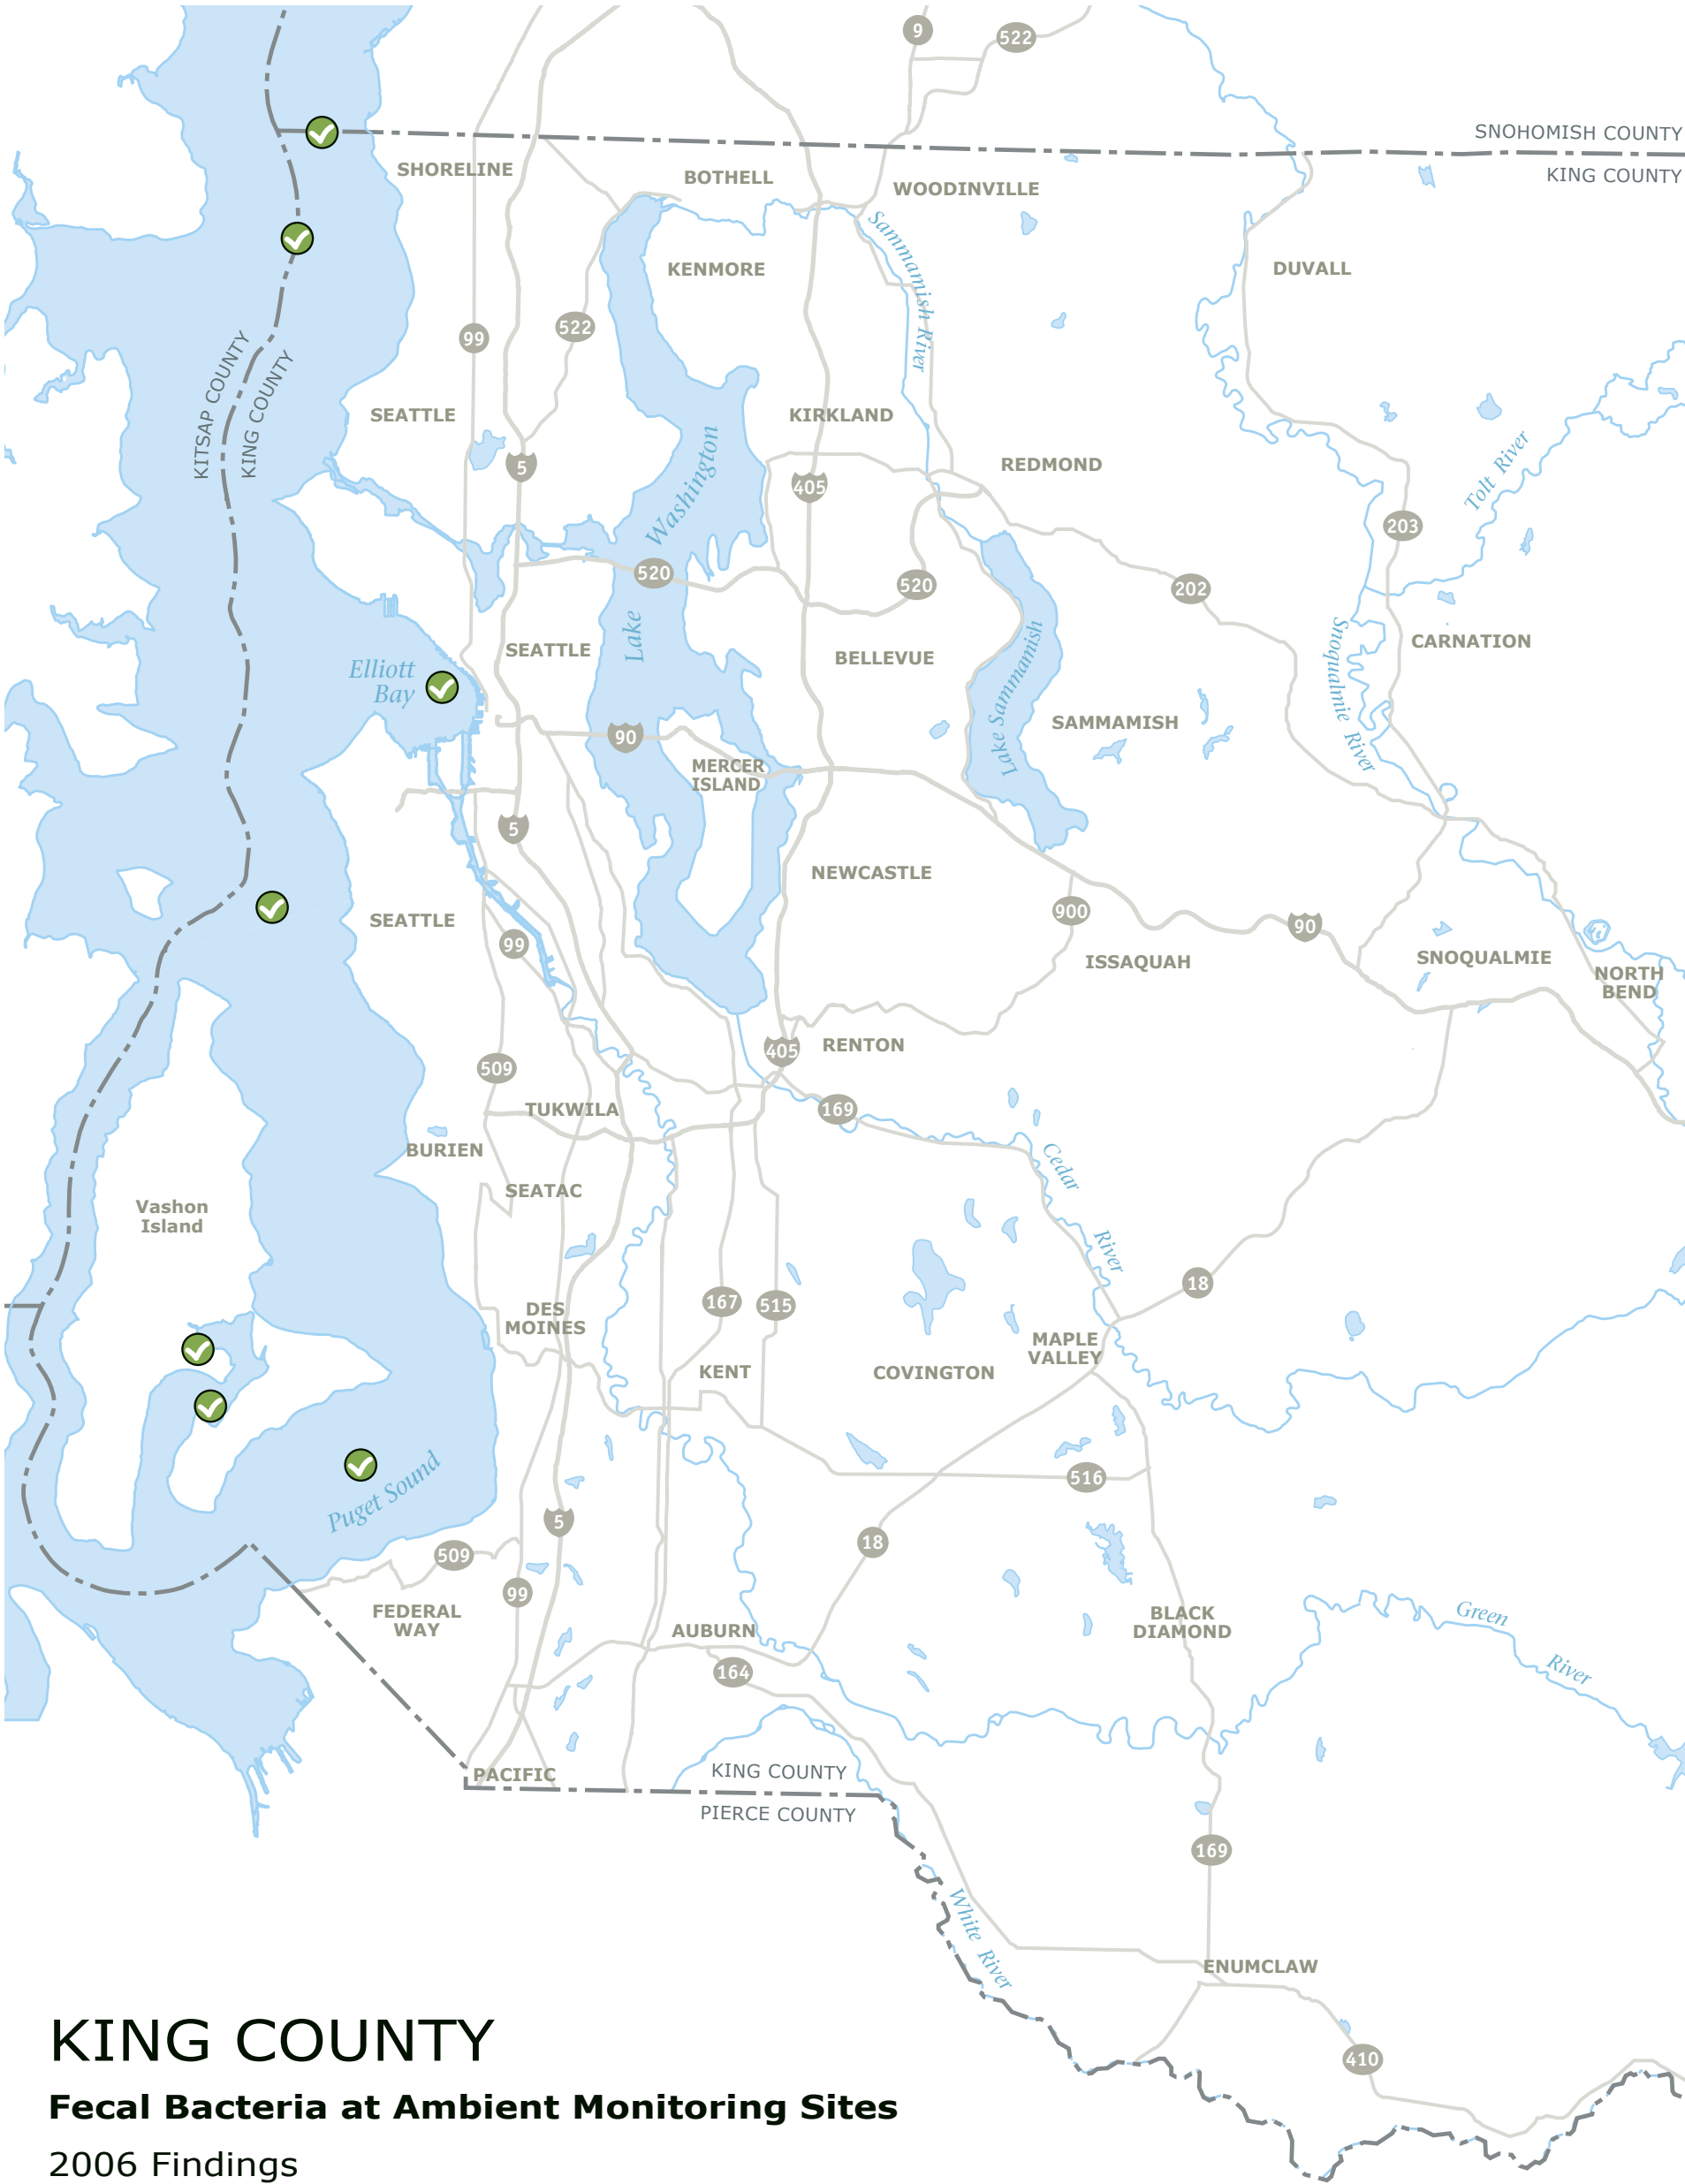 9
522
SNOHOMISH COUNTY
KING COUNTY
SHORELINE
BOTHELL
WOODINVILLE
Sammamish River
KENMORE
DUVALL
99
522
KITSAP COUNTY
KING COUNTY
SEATTLE
KIRKLAND
5
405
REDMOND
Lake Washington
Tolt River
203
520
520
202
Snoqualmie River
CARNATION
SEATTLE
Elliott
Bay
BELLEVUE
Lake Sammamish
SAMMAMISH
90
MERCER
ISLAND
5
NEWCASTLE
SEATTLE
900
90
99
ISSAQUAH
SNOQUALMIE
NORTH
BEND
405
RENTON
509
TUKWILA
169
BURIEN
Cedar River
SEATAC
Vashon
Island
18
167
515
DES
MOINES
MAPLE
VALLEY
KENT
COVINGTON
Puget Sound
516
5
18
509
99
FEDERAL
WAY
AUBURN
BLACK
DIAMOND
Green River
164
PACIFIC
KING COUNTY
PIERCE COUNTY
169
White River
ENUMCLAW
410
KING COUNTY
Fecal Bacteria at Ambient Monitoring Sites
2006 Findings